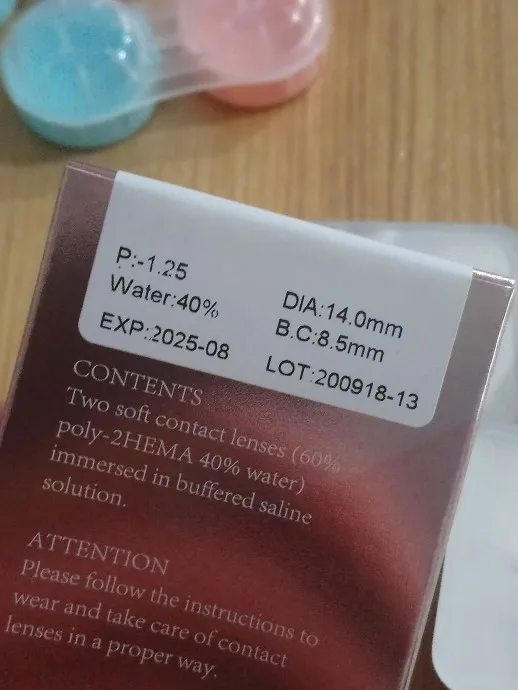 P:-1.25
Water:40%
EXP:2025-08
DIA:14.0mm
B.C:8.5mm
LOT:200918-13
CONTENTS
Two soft contact lenses (60%
poly-2HEMA 40% water)
immersed in buffered saline
solution.
ATTENTION
Please follow the instructions to
wear and take care of contact
lenses in a proper way.